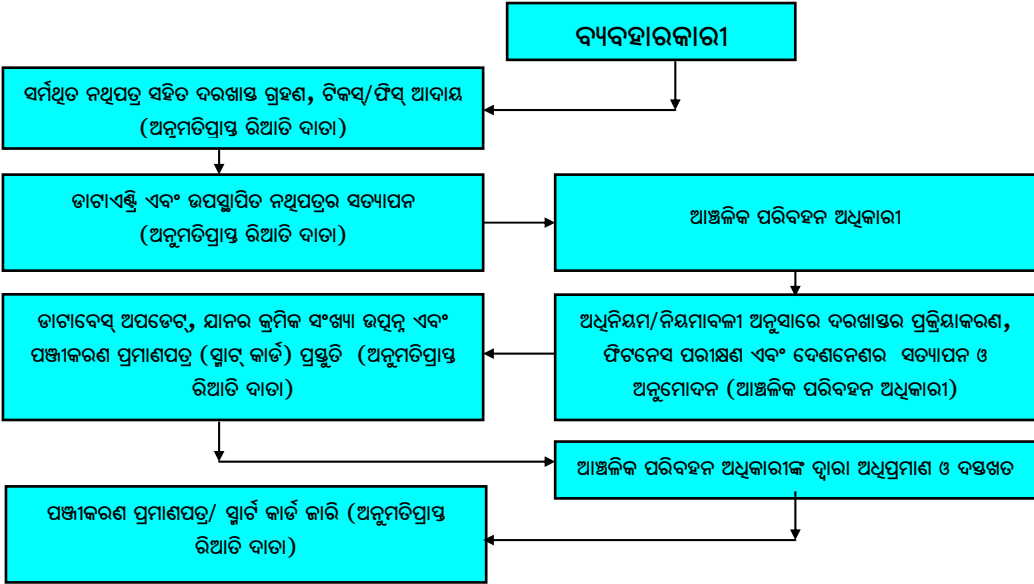 ବ୍ୟବହାରକାରୀ
ସର୍ମଥିତ ନଥିପତ୍ର ସହିତ ଦରଖାସ୍ତ ଗ୍ରହଣ, ଟିକସ୍/ଫିସ୍ ଆଦାୟ
(ଅନୁମତିପ୍ରାପ୍ତ ରିଆତି ଦାତା)
ଡାଟାଏଣ୍ଟ୍ରି ଏବଂ ଉପସ୍ଥାପିତ ନଥିପତ୍ରର ସତ୍ୟାପନ
(ଅନୁମତିପ୍ରାପ୍ତ ରିଆତି ଦାତା)
ଆଞ୍ଚଳିକ ପରିବହନ ଅଧିକାରୀ
ଅଧିନିୟମ/ନିୟମାବଳୀ ଅନୁସାରେ ଦରଖାସ୍ତର ପ୍ରକ୍ରିୟାକରଣ,
ଫିଟନେସ ପରୀକ୍ଷଣ ଏବଂ ଦେଣନେଣର ସତ୍ୟାପନ ଓ
ଅନୁମୋଦନ (ଆଞ୍ଚଳିକ ପରିବହନ ଅଧିକାରୀ)
ଡାଟାବେସ୍ ଅପଡେଟ୍, ଯାନର କ୍ରମିକ ସଂଖ୍ୟା ଉତ୍ପନ୍ନ ଏବଂ
ପଞ୍ଜୀକରଣ ପ୍ରମାଣପତ୍ର (ସ୍ମାଟ୍ କାର୍ଡ) ପ୍ରସ୍ତୁତି (ଅନୁମତିପ୍ରାପ୍ତ
ରିଆତି ଦାତା)
ଆଞ୍ଚଳିକ ପରିବହନ ଅଧିକାରୀଙ୍କ ଦ୍ଵାରା ଅଧିପ୍ରମାଣ ଓ ଦସ୍ତଖତ
ପଞ୍ଜୀକରଣ ପ୍ରମାଣପତ୍ର/ ସ୍ମାର୍ଟ କାର୍ଡ ଜାରି (ଅନୁମତିପ୍ରାପ୍ତ
ରିଆତି ଦାତା)